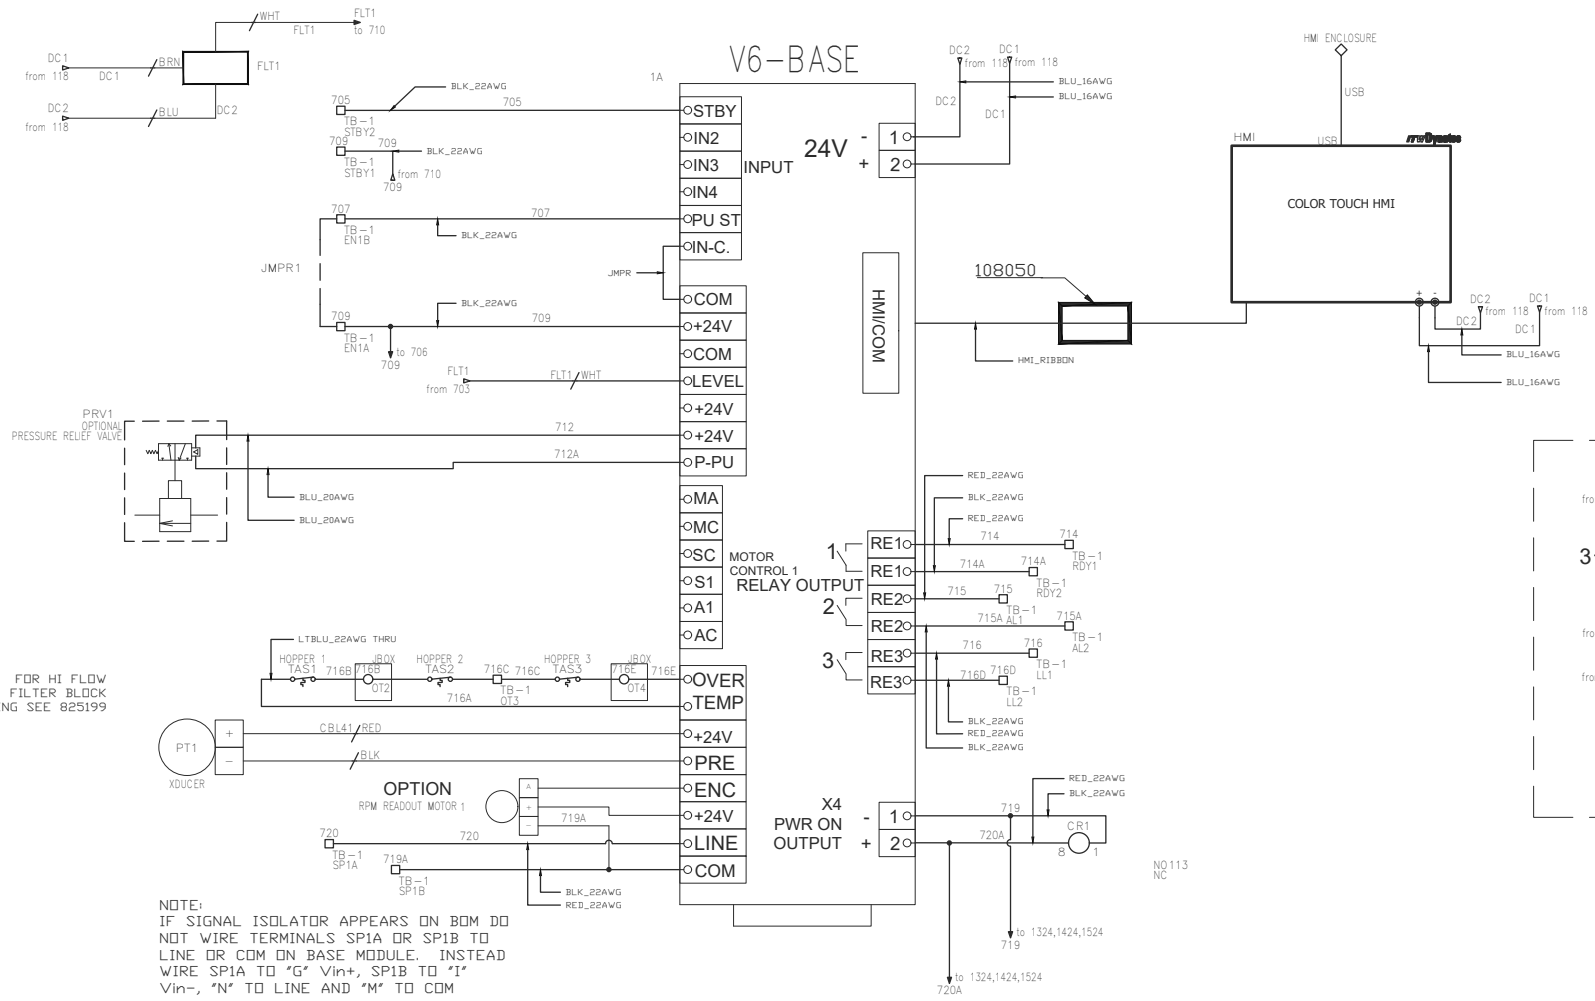 WHT
FLT1
FLT1
to 710
DC1
from 118
DC1
BRN
FLT1
DC2
from 118
BLU
DC2
V6-BASE
1A
705
BLK_22AWG
705
TB-1
STBY2
709
709
BLK_22AWG
TB-1
STBY1
from 710
709
707
707
TB-1
EN1B
BLK_22AWG
JMPR1
JMPR
BLK_22AWG
709
709
TB-1
EN1A
to 706
709
FLT1
from 703
FLT1
WHT
PRV1
OPTIONAL
PRESSURE RELIEF VALVE
712
712A
BLU_20AWG
BLU_20AWG
STBY
IN2
IN3
INPUT
IN4
PU ST
IN-C.
COM
+24V
COM
LEVEL
+24V
+24V
P-PU
MA
MC
SC
MOTOR
CONTROL 1
S1
A1
AC
OVER
TEMP
+24V
PRE
ENC
+24V
LINE
COM
24V
-
1
+
2
DC2
from 118
DC1
from 118
BLU_16AWG
BLU_16AWG
DC2
DC1
HMI/COM
108050
HMI_RIBBON
HMI ENCLOSURE
USB
HMI
USB
ITW Dynatec
COLOR TOUCH HMI
+
-
DC2
from 118
DC1
from 118
DC2
DC1
BLU_16AWG
BLU_16AWG
RED_22AWG
BLK_22AWG
RED_22AWG
RELAY OUTPUT
1
RE1
714
714
TB-1
RDY1
RE1
714A
714A
TB-1
RDY2
2
RE2
715
715
TB-1
AL1
RE2
715A
715A
TB-1
AL2
3
RE3
716
716
TB-1
LL1
RE3
716D
716D
TB-1
LL2
BLK_22AWG
RED_22AWG
BLK_22AWG
LTBLU_22AWG THRU
HOPPER 1
TAS1
716B
JBOX
716B
OT2
HOPPER 2
TAS2
716A
716C
716C
TB-1
OT3
HOPPER 3
TAS3
JBOX
716E
OT4
716E
FOR HI FLOW
FILTER BLOCK
NG SEE 825199
PT1
+
-
XDUCER
CBL41
RED
BLK
OPTION
RPM READOUT MOTOR 1
A
+
-
719A
720
720
TB-1
SP1A
719A
TB-1
SP1B
BLK_22AWG
RED_22AWG
X4
PWR ON
OUTPUT
-
1
+
2
719
720A
RED_22AWG
BLK_22AWG
CR1
8
1
NO113
NC
to 1324,1424,1524
719
to 1324,1424,1524
720A
fro
3
fro
fro
NOTE:
IF SIGNAL ISOLATOR APPEARS ON BOM DO
NOT WIRE TERMINALS SP1A OR SP1B TO
LINE OR COM ON BASE MODULE. INSTEAD
WIRE SP1A TO "G" Vin+, SP1B TO "I"
Vin-, "N" TO LINE AND "M" TO COM